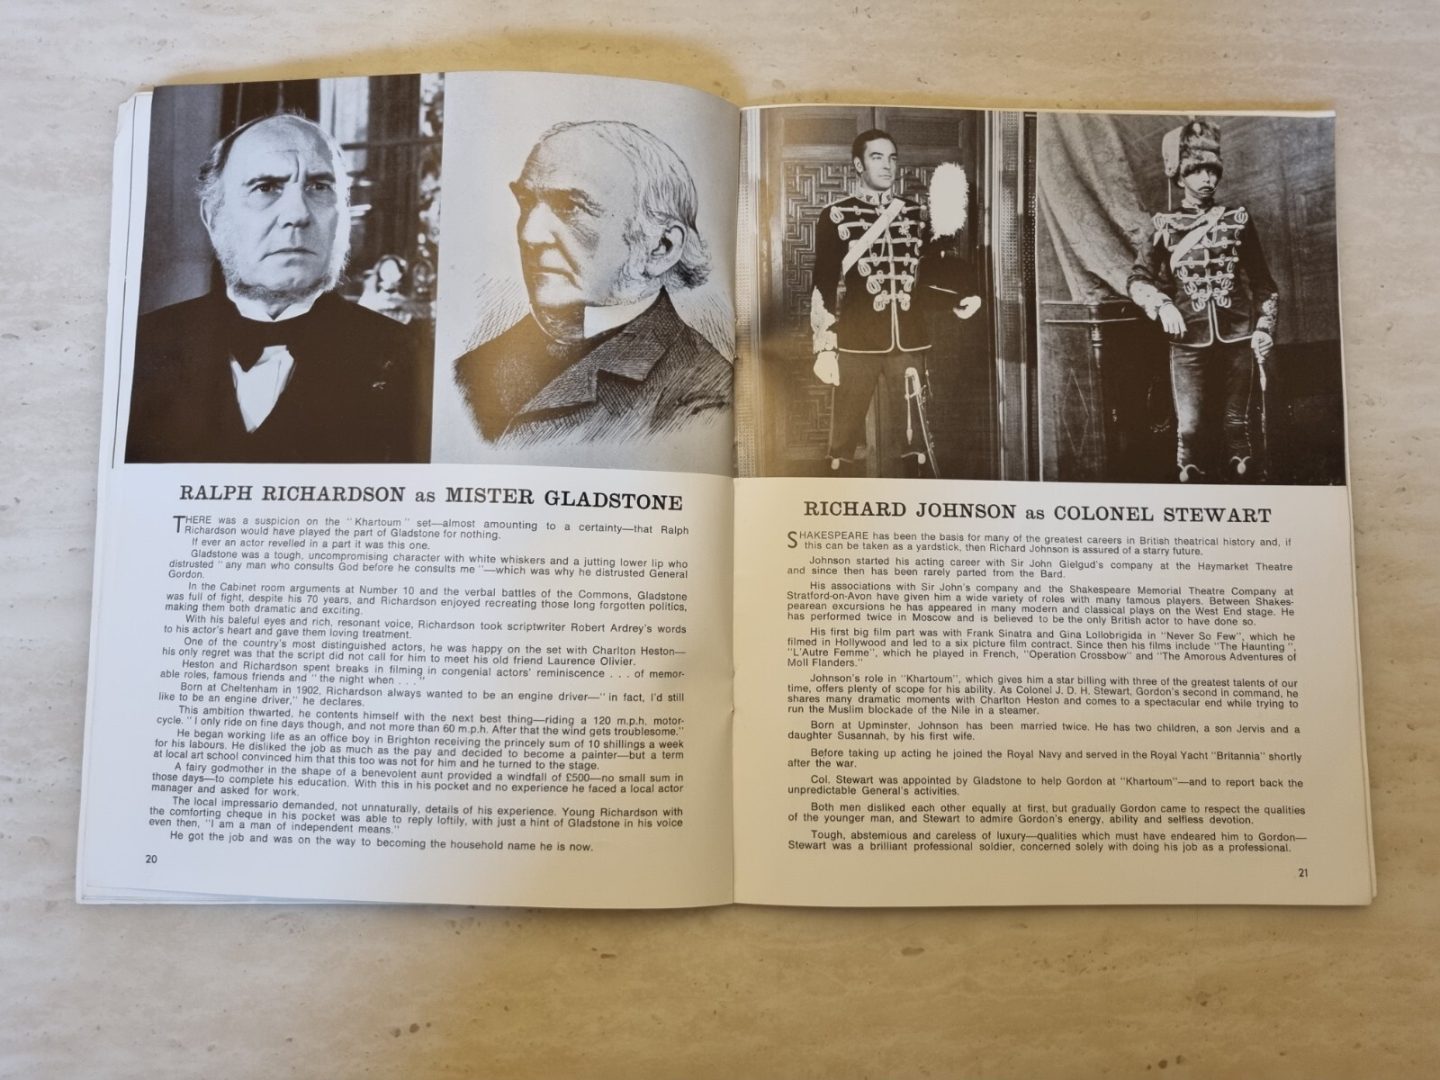 RALPH RICHARDSON as MISTER GLADSTONE
THERE was a suspicion on the "Khartoum" set—almost amounting to a certainty—that Ralph
Richardson would have played the part of Gladstone for nothing.
If ever an actor revelled in a part it was this one.
Gladstone was a tough, uncompromising character with white whiskers and a jutting lower lip who
distrusted "any man who consults God before he consults me"—which was why he distrusted General
Gordon.
In the Cabinet room arguments at Number 10 and the verbal battles of the Commons, Gladstone
was full of fight, despite his 70 years, and Richardson enjoyed recreating those long forgotten politics,
making them both dramatic and exciting.
With his baleful eyes and rich, resonant voice, Richardson took scriptwriter Robert Ardrey's words
to his actor's heart and gave them loving treatment.
One of the country's most distinguished actors, he was happy on the set with Charlton Heston—
his only regret was that the script did not call for him to meet his old friend Laurence Olivier.
Heston and Richardson spent breaks in filming in congenial actors' reminiscence . . . of memor-
able roles, famous friends and "the night when . . ."
Born at Cheltenham in 1902, Richardson always wanted to be an engine driver—"in fact, I'd still
like to be an engine driver," he declares.
This ambition thwarted, he contents himself with the next best thing—riding a 120 m.p.h. motor-
cycle. "I only ride on fine days though, and not more than 60 m.p.h. After that the wind gets troublesome."
He began working life as an office boy in Brighton receiving the princely sum of 10 shillings a week
for his labours. He disliked the job as much as the pay and decided to become a painter—but a term
at local art school convinced him that this too was not for him and he turned to the stage.
A fairy godmother in the shape of a benevolent aunt provided a windfall of £500—no small sum in
those days—to complete his education. With this in his pocket and no experience he faced a local actor
manager and asked for work.
The local impressario demanded, not unnaturally, details of his experience. Young Richardson with
the comforting cheque in his pocket was able to reply loftily, with just a hint of Gladstone in his voice
even then, "I am a man of independent means."
He got the job and was on the way to becoming the household name he is now.
20
RICHARD JOHNSON as COLONEL STEWART
SHAKESPEARE has been the basis for many of the greatest careers in British theatrical history and, if
this can be taken as a yardstick, then Richard Johnson is assured of a starry future.
Johnson started his acting career with Sir John Gielgud's company at the Haymarket Theatre
and since then has been rarely parted from the Bard.
His associations with Sir John's company and the Shakespeare Memorial Theatre Company at
Stratford-on-Avon have given him a wide variety of roles with many famous players. Between Shakes-
pearean excursions he has appeared in many modern and classical plays on the West End stage. He
has performed twice in Moscow and is believed to be the only British actor to have done so.
His first big film part was with Frank Sinatra and Gina Lollobrigida in "Never So Few", which he
filmed in Hollywood and led to a six picture film contract. Since then his films include "The Haunting",
"L'Autre Femme", which he played in French, "Operation Crossbow" and "The Amorous Adventures of
Moll Flanders."
Johnson's role in "Khartoum", which gives him a star billing with three of the greatest talents of our
time, offers plenty of scope for his ability. As Colonel J. D. H. Stewart, Gordon's second in command, he
shares many dramatic moments with Charlton Heston and comes to a spectacular end while trying to
run the Muslim blockade of the Nile in a steamer.
Born at Upminster, Johnson has been married twice. He has two children, a son Jervis and a
daughter Susannah, by his first wife.
Before taking up acting he joined the Royal Navy and served in the Royal Yacht "Britannia" shortly
after the war.
Col. Stewart was appointed by Gladstone to help Gordon at "Khartoum"—and to report back the
unpredictable General's activities.
Both men disliked each other equally at first, but gradually Gordon came to respect the qualities
of the younger man, and Stewart to admire Gordon's energy, ability and selfless devotion.
Tough, abstemious and careless of luxury—qualities which must have endeared him to Gordon—
Stewart was a brilliant professional soldier, concerned solely with doing his job as a professional.
21